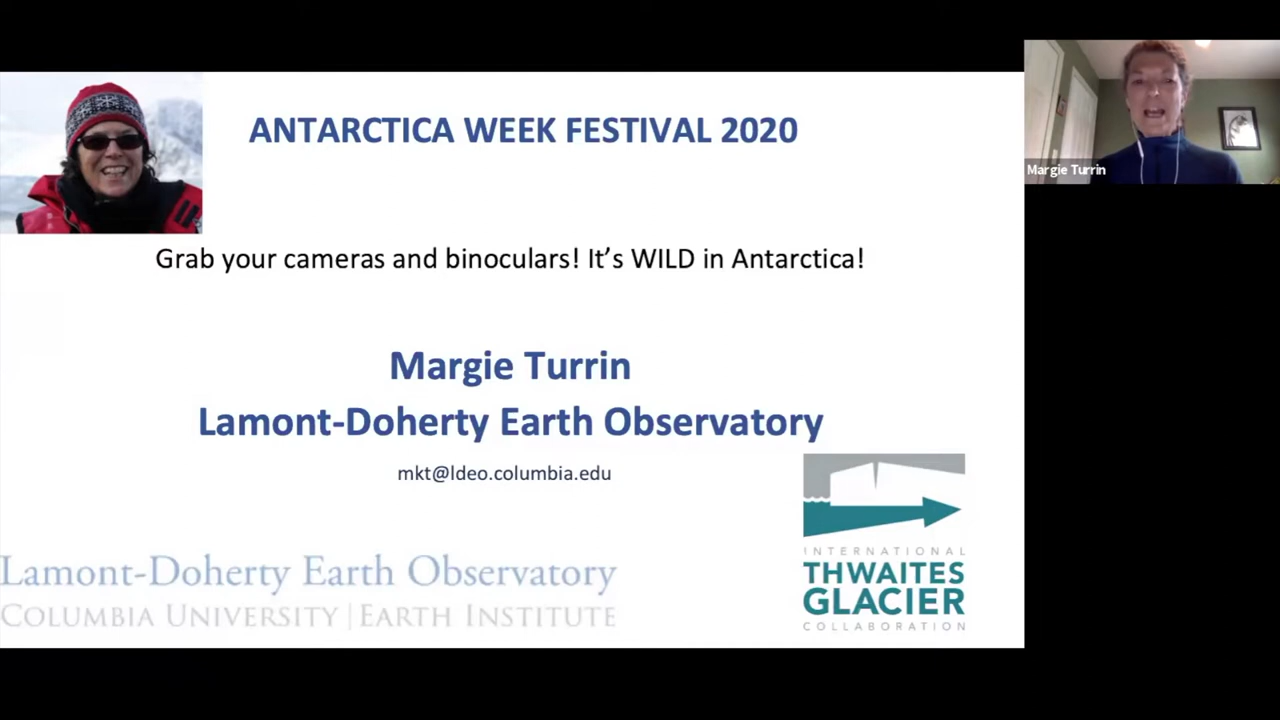 ANTARCTICA WEEK FESTIVAL 2020
Margie Turrin
Grab your cameras and binoculars! It's WILD in Antarctica!
Margie Turrin
Lamont-Doherty Earth Observatory
mkt@ldeo.columbia.edu
Lamont-Doherty Earth Observatory
COLUMBIA UNIVERSITY | EARTH INSTITUTE
INTERNATIONAL
THWAITES
GLACIER
COLLABORATION